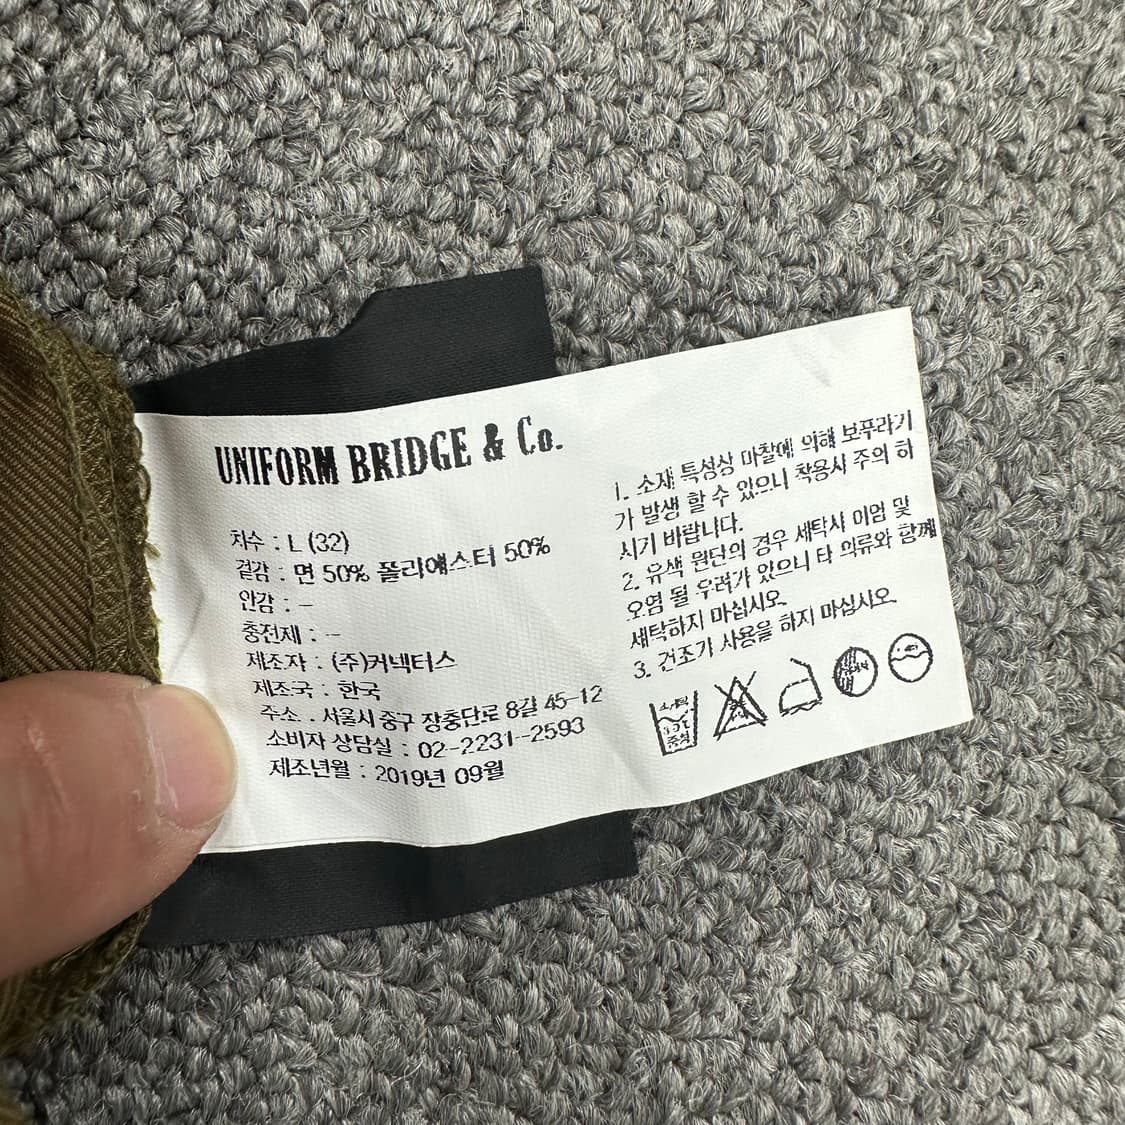 UNIFORM BRIDGE & Co.
치수 : L (32)
겉감 : 면 50% 폴리에스터 50%
안감 : -
충전재 : -
제조자 : (주)커넥터스
제조국 : 한국
주소 . 서울시 중구 장충단로 8길 45-12
소비자 상담실 : 02-2231-2593
제조년월 : 2019년 09월
1. 소재 특성상 마찰에 의해 보푸라기
가 발생 할 수 있으니 착용시 주의 하
시기 바랍니다.
2. 유색 원단의 경우 세탁시 이염 및
오염 될 우려가 있으니 타 의류와 함께
세탁하지 마십시오.
3. 건조기 사용을 하지 마십시오.